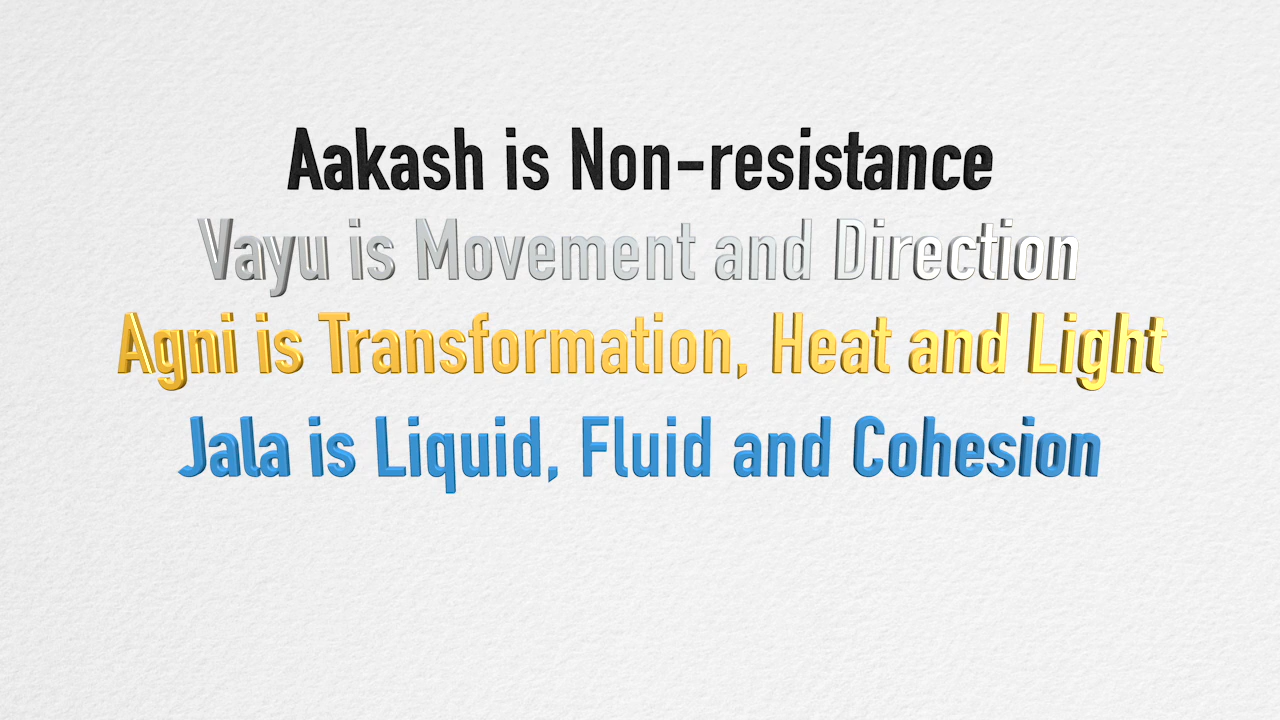 Aakash is Non-resistance
Vayu is Movement and Direction
Agni is Transformation, Heat and Light
Jala is Liquid, Fluid and Cohesion